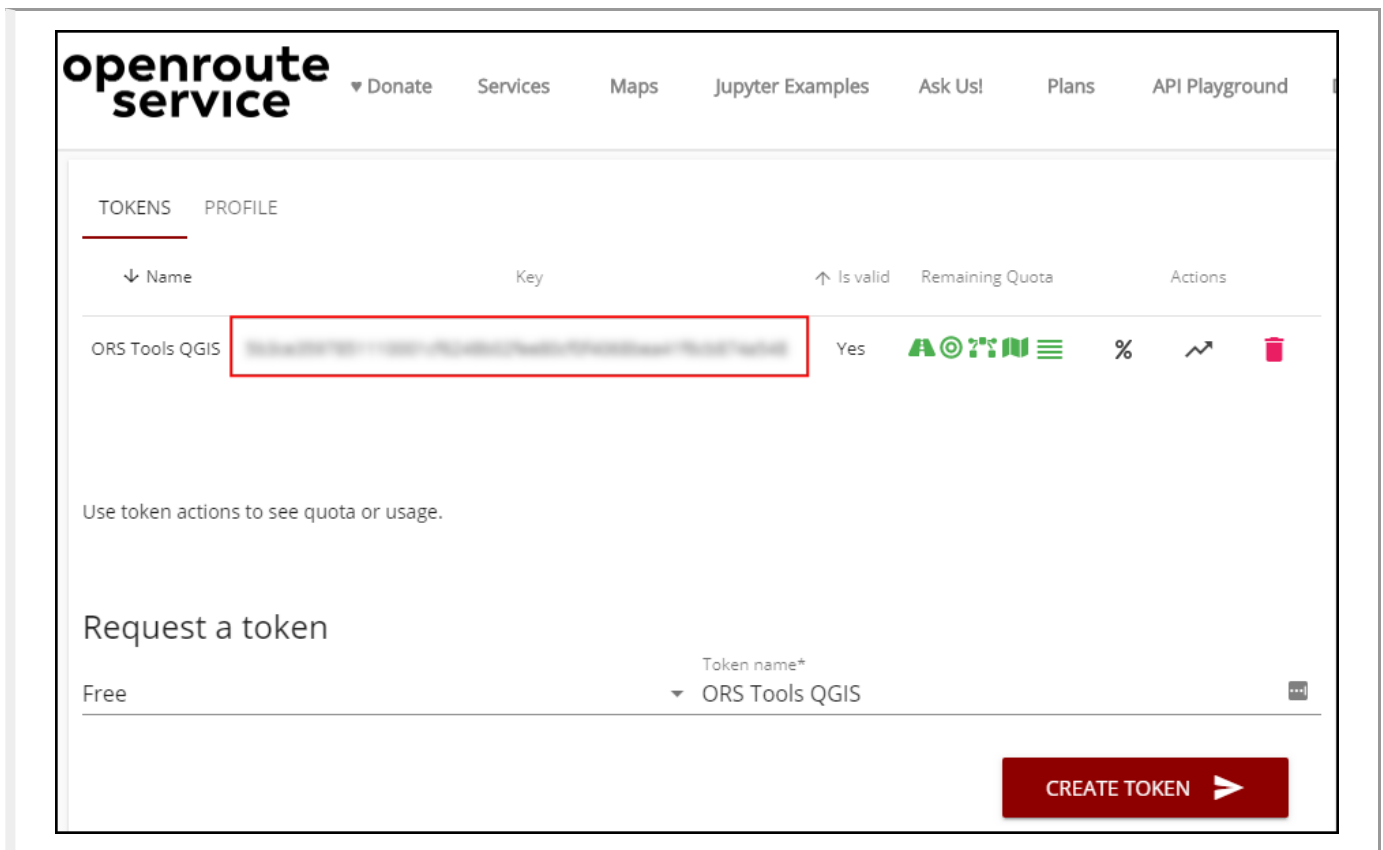 openroute service
♥ Donate Services Maps Jupyter Examples Ask Us! Plans API Playground
TOKENS PROFILE
Name Key Is valid Remaining Quota Actions
ORS Tools QGIS Yes %
Use token actions to see quota or usage.
Request a token
Token name*
Free ORS Tools QGIS
CREATE TOKEN